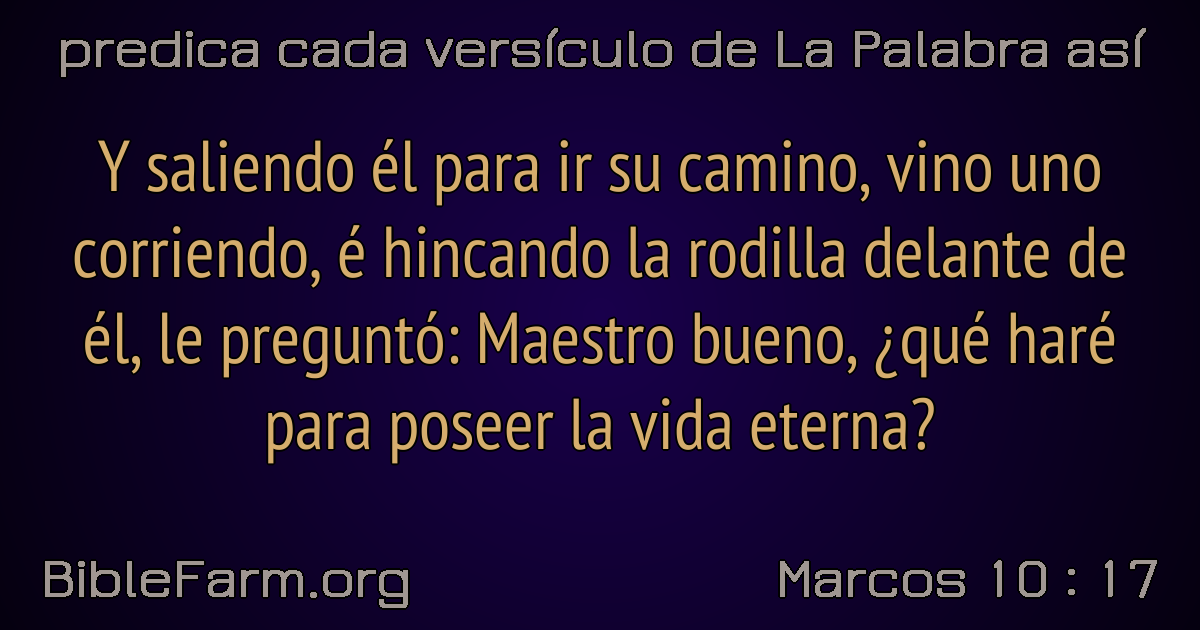 predica cada versículo de La Palabra así
Y saliendo él para ir su camino, vino uno
corriendo, é hincando la rodilla delante de
él, le preguntó: Maestro bueno, ¿qué haré
para poseer la vida eterna?
BibleFarm.org
Marcos 10 : 17